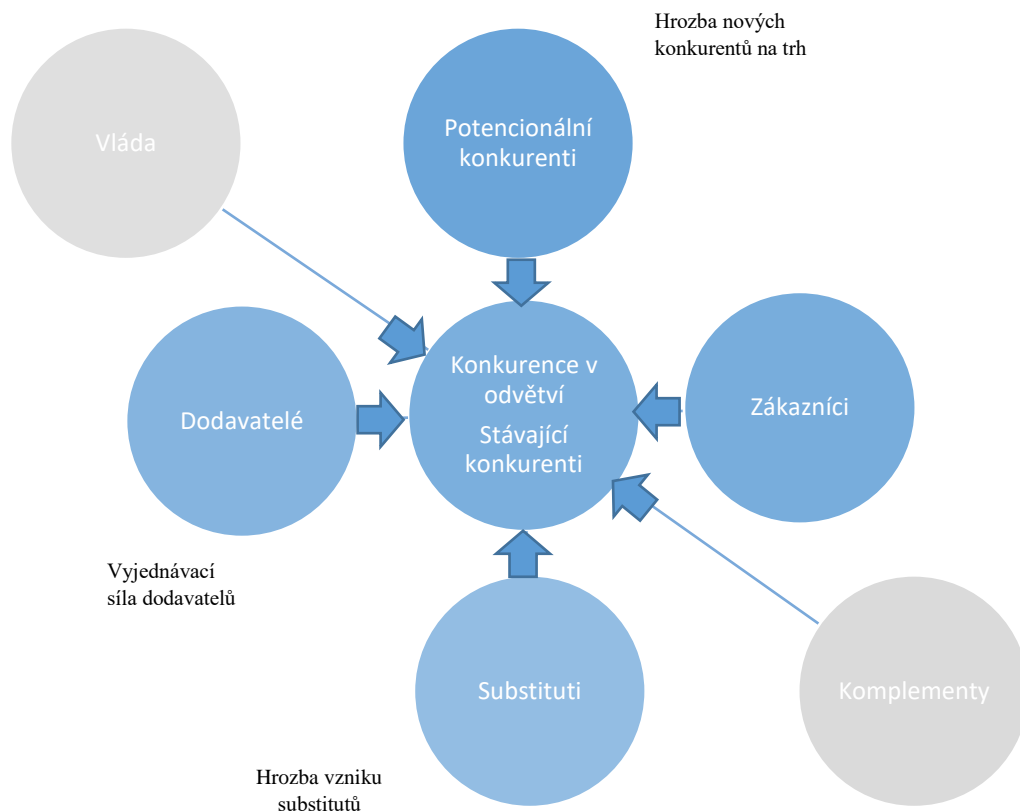 Hrozba nových
konkurentů na trh
Vláda
Potencionální
konkurenti
Konkurence v
odvětví
Stávající
konkurenti
Dodavatelé
Zákazníci
Vyjednávací
síla dodavatelů
Substituti
Komplementy
Hrozba vzniku
substitutů